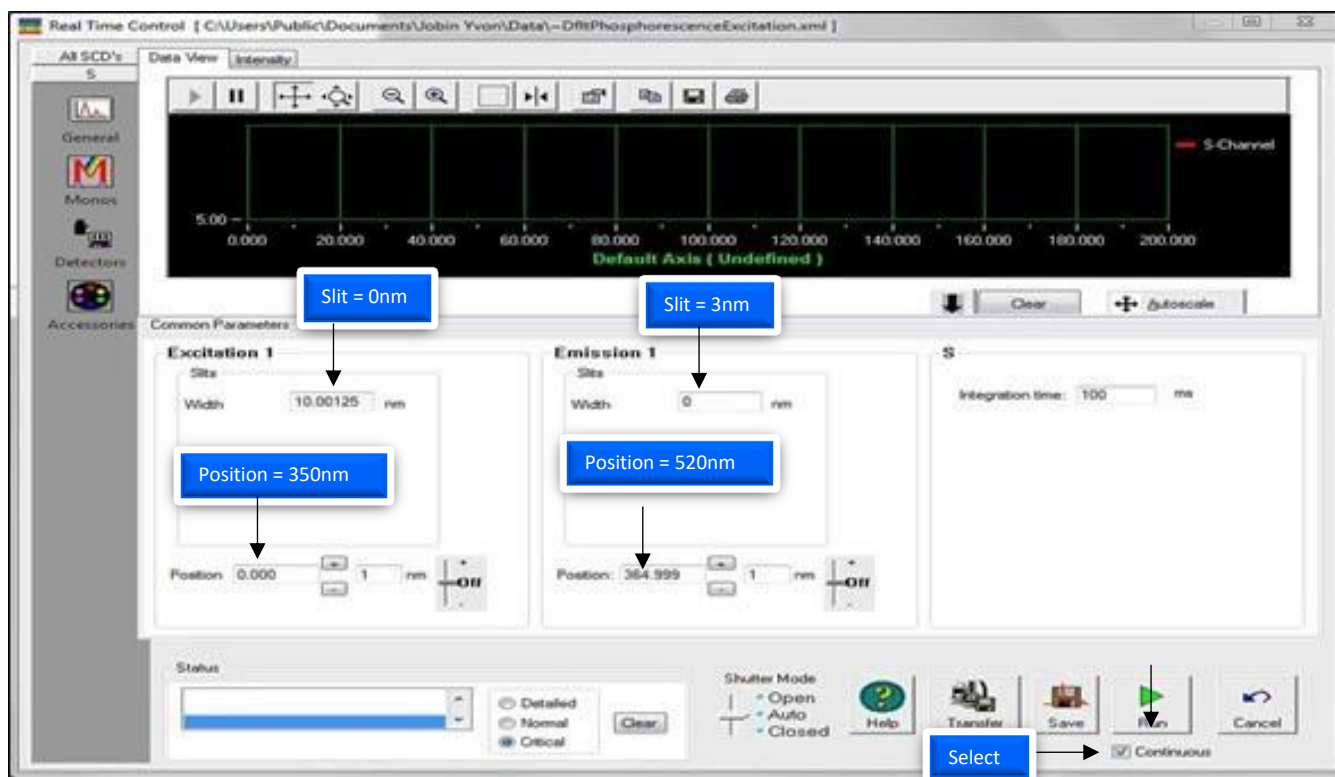 Real Time Control [ C:\Users\Public\Documents\Jobin Yvon\Data\~DfltPhosphorescenceExcitation.xml ]
All SCD's
S
Data View Intensity
General
Monos
Detectors
Accessories
S-Channel
5.00
0.000 20.000 40.000 60.000 80.000 100.000 120.000 140.000 160.000 180.000 200.000
Default Axis ( Undefined )
Slit = 0nm
Slit = 3nm
Clear Autoscale
Common Parameters
Excitation 1
Slits
Width 10.00125 nm
Position = 350nm
Position 0.000 1 nm Off
Emission 1
Slits
Width 0 nm
Position = 520nm
Position: 364.999 1 nm Off
S
Integration time: 100 ms
Status
Detailed
Normal
Critical
Clear
Shutter Mode
Open
Auto
Closed
Help Transfer Save Run Cancel
Select
Continuous